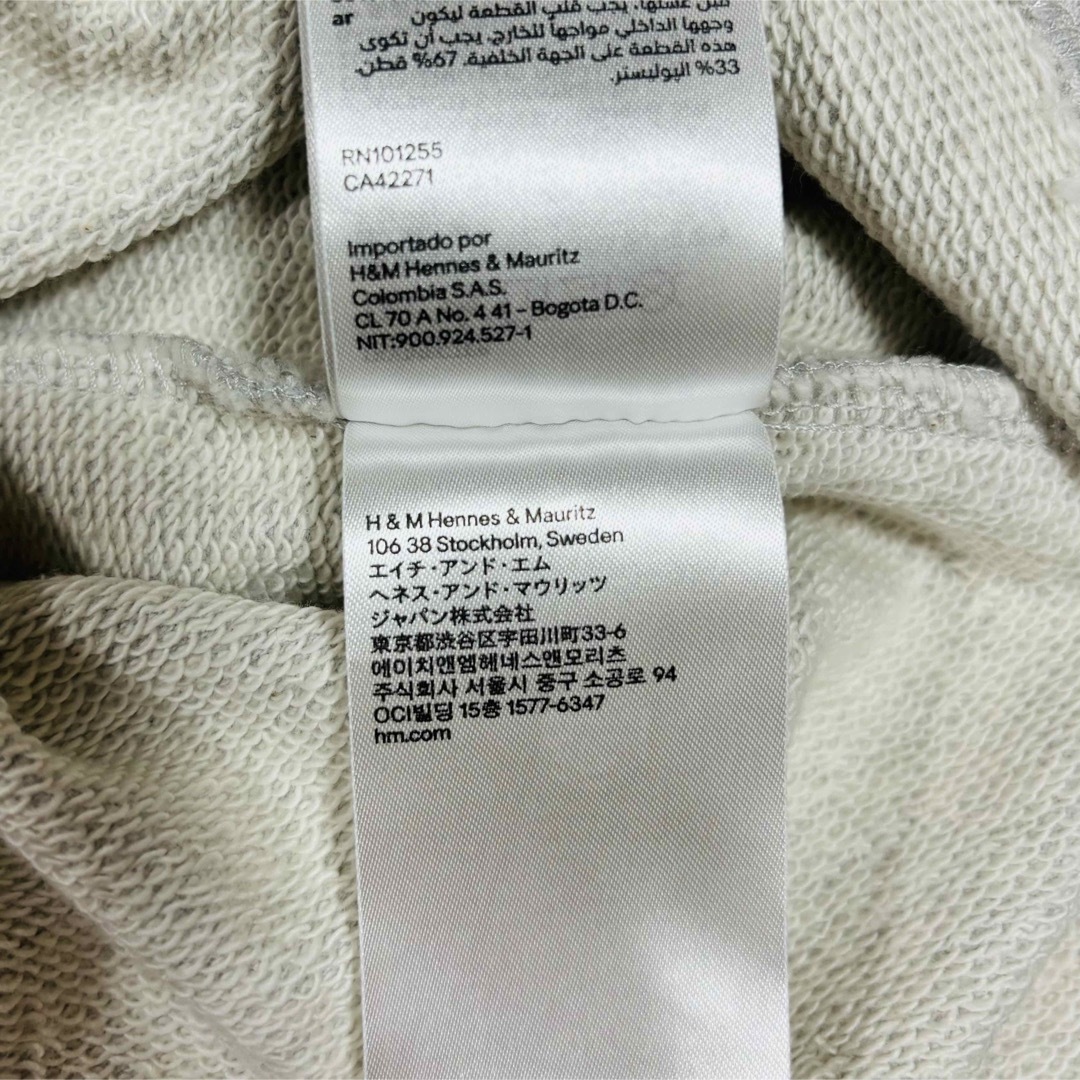 ar
قبل غسلها، يجب قلب القطعة ليكون
وجهها الداخلي مواجهاً للخارج. يجب أن تكوى
هذه القطعة على الجهة الخلفية. 67% قطن.
33% البوليستر.
RN101255
CA42271
Importado por
H&M Hennes & Mauritz
Colombia S.A.S.
CL 70 A No. 4 41 – Bogota D.C.
NIT:900.924.527-1
H & M Hennes & Mauritz
106 38 Stockholm, Sweden
エイチ・アンド・エム
ヘネス・アンド・マウリッツ
ジャパン株式会社
東京都渋谷区宇田川町33-6
에이치앤엠헤네스앤모리츠
주식회사 서울시 중구 소공로 94
OCI빌딩 15층 1577-6347
hm.com